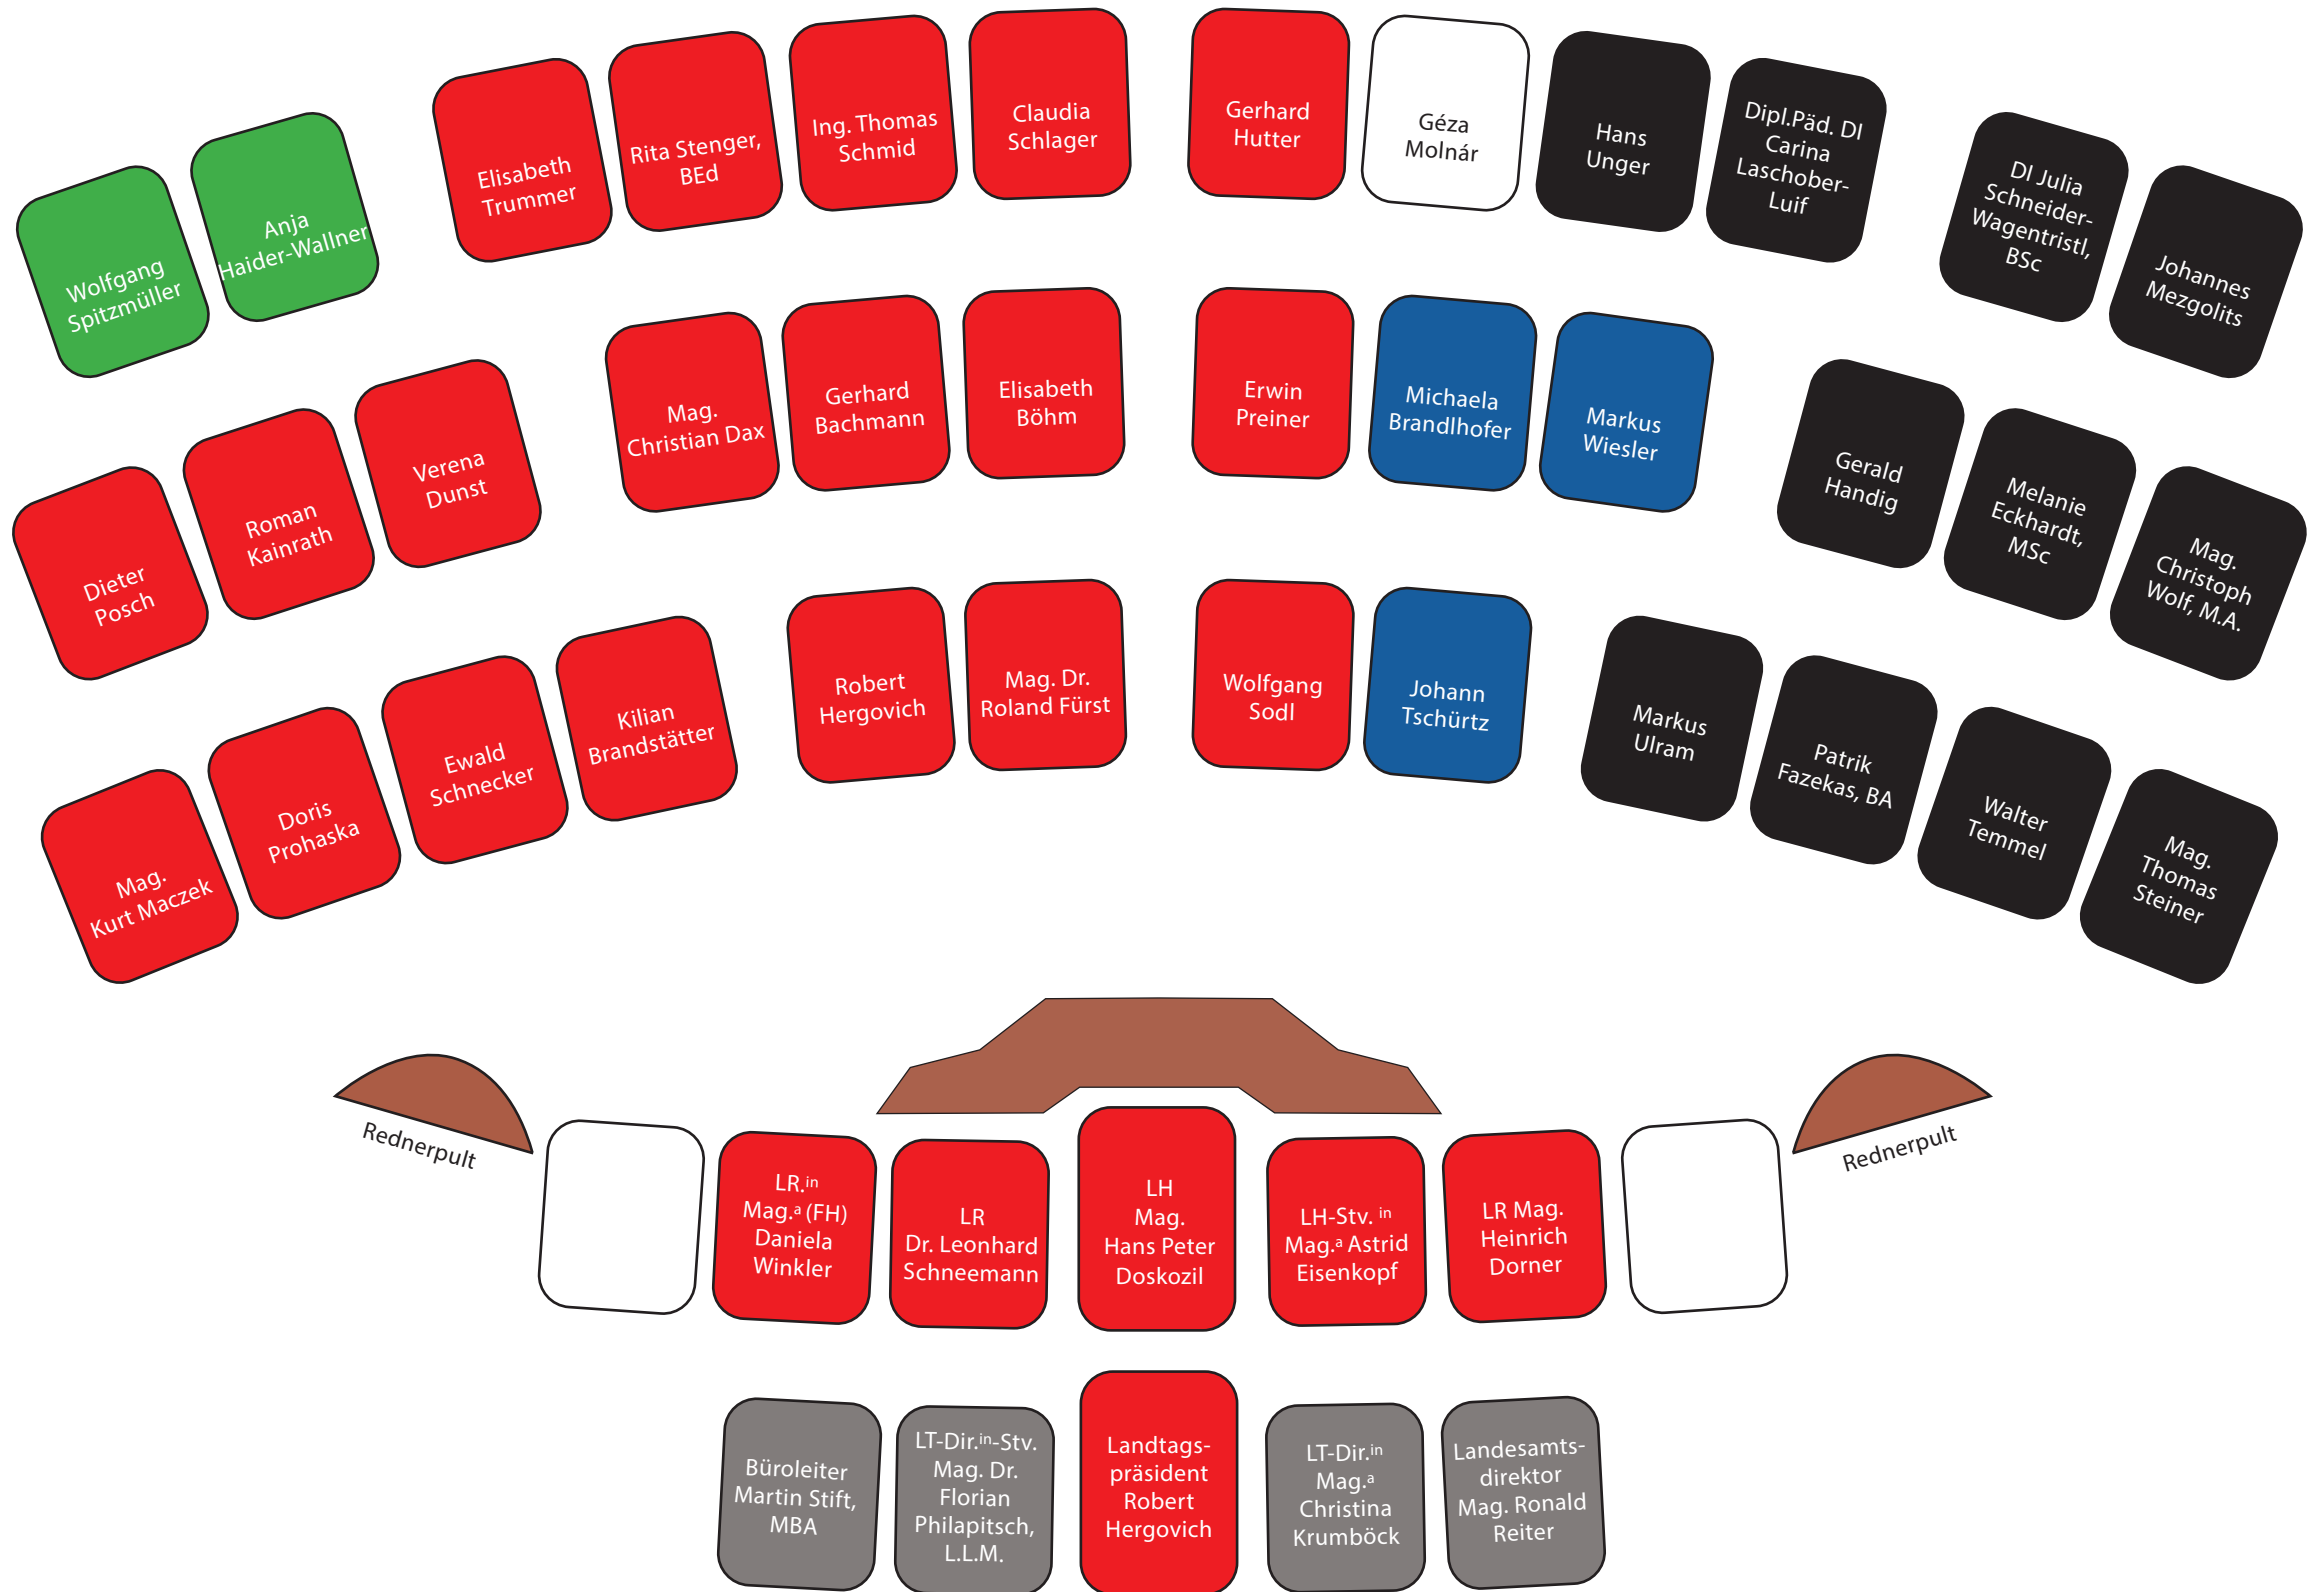 Wolfgang
Spitzmüller
Anja
Haider-Wallner
Elisabeth
Trummer
Rita Stenger,
BEd
Ing. Thomas
Schmid
Claudia
Schlager
Gerhard
Hutter
Géza
Molnár
Hans
Unger
Dipl.Päd. DI
Carina
Laschober-
Luif
DI Julia
Schneider-
Wagentristl,
BSc
Johannes
Mezgolits
Dieter
Posch
Roman
Kainrath
Verena
Dunst
Mag.
Christian Dax
Gerhard
Bachmann
Elisabeth
Böhm
Erwin
Preiner
Michaela
Brandlhofer
Markus
Wiesler
Gerald
Handig
Melanie
Eckhardt,
MSc
Mag.
Christoph
Wolf, M.A.
Mag.
Kurt Maczek
Doris
Prohaska
Ewald
Schnecker
Kilian
Brandstätter
Robert
Hergovich
Mag. Dr.
Roland Fürst
Wolfgang
Sodl
Johann
Tschürtz
Markus
Ulram
Patrik
Fazekas, BA
Walter
Temmel
Mag.
Thomas
Steiner
Rednerpult
Rednerpult
LR.in
Mag.a (FH)
Daniela
Winkler
LR
Dr. Leonhard
Schneemann
LH
Mag.
Hans Peter
Doskozil
LH-Stv. in
Mag.a Astrid
Eisenkopf
LR Mag.
Heinrich
Dorner
Büroleiter
Martin Stift,
MBA
LT-Dir.in-Stv.
Mag. Dr.
Florian
Philapitsch,
L.L.M.
Landtags-
präsident
Robert
Hergovich
LT-Dir.in
Mag.a
Christina
Krumböck
Landesamts-
direktor
Mag. Ronald
Reiter